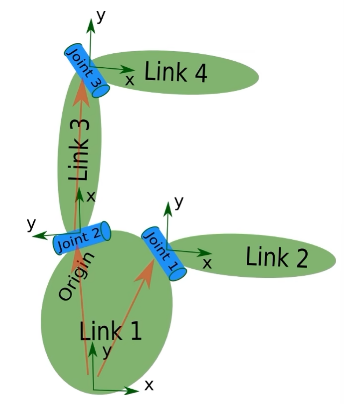 y
Joint 3
x
Link 4
Link 3
x
y
y
Joint 2
Joint 1
x
Link 2
Origin
Link 1
y
x